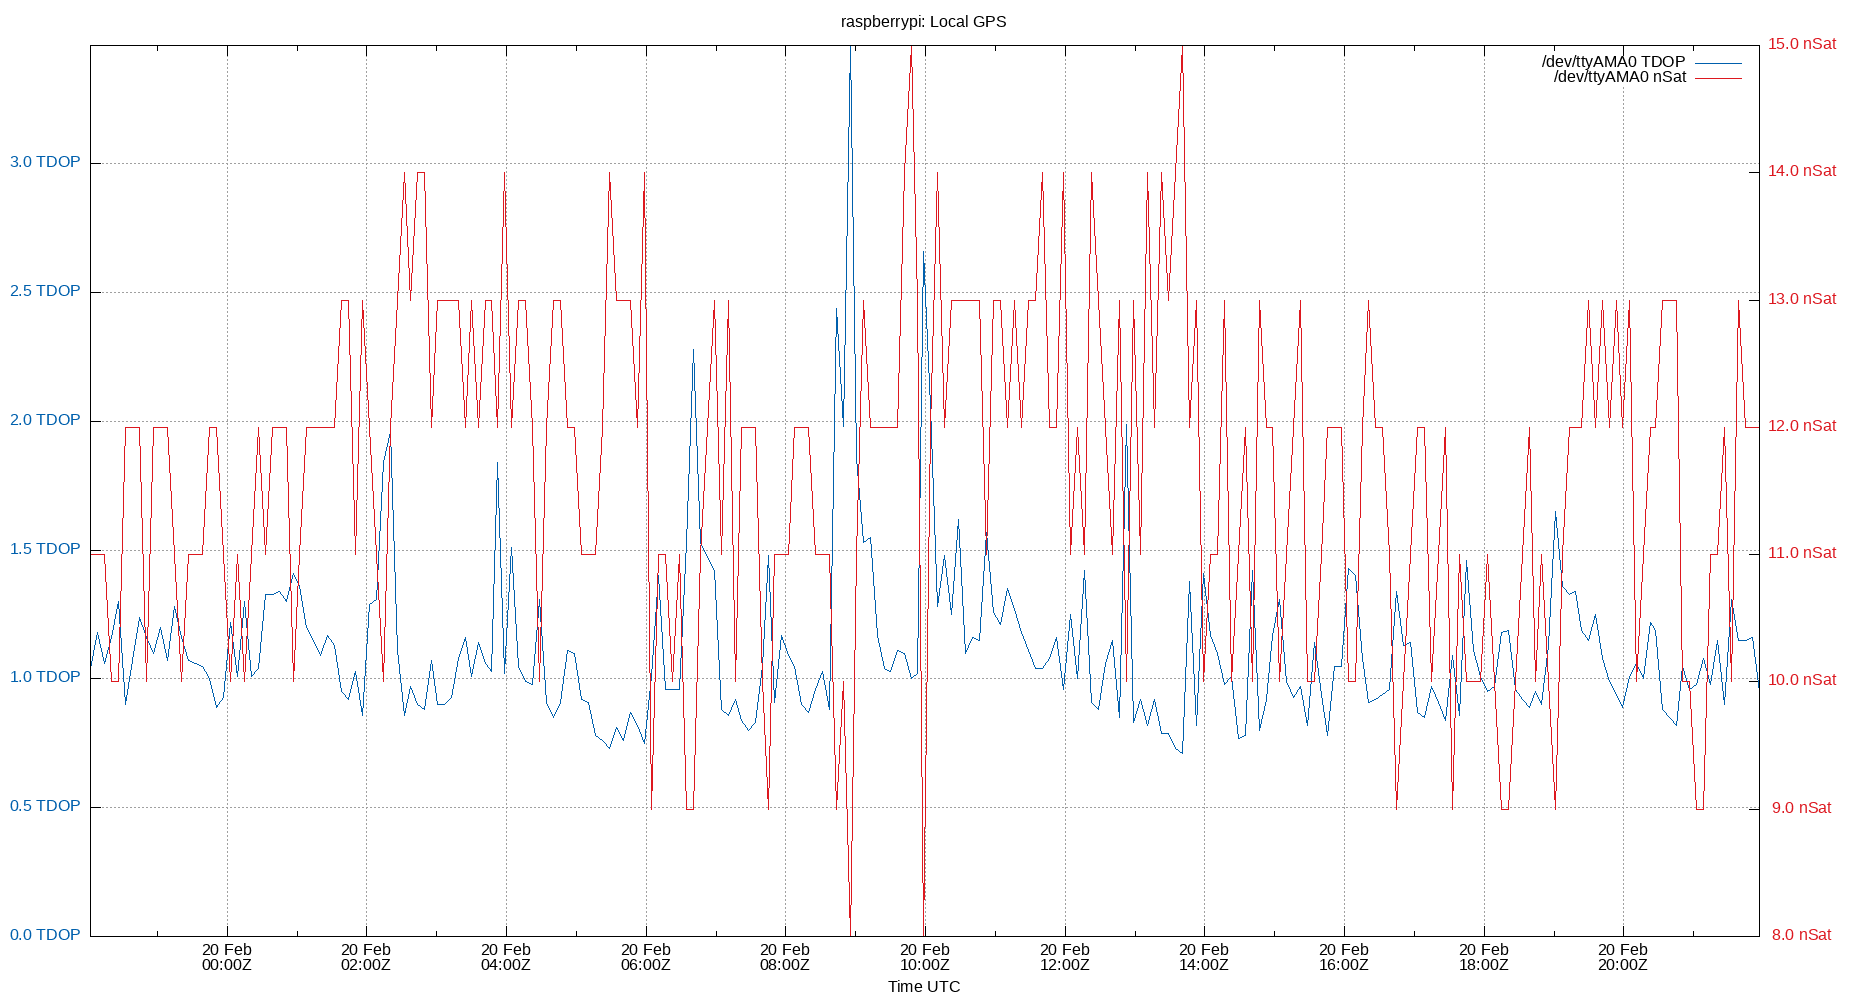 raspberrypi: Local GPS
/dev/ttyAMA0 TDOP
/dev/ttyAMA0 nSat
3.0 TDOP
2.5 TDOP
2.0 TDOP
1.5 TDOP
1.0 TDOP
0.5 TDOP
0.0 TDOP
15.0 nSat
14.0 nSat
13.0 nSat
12.0 nSat
11.0 nSat
10.0 nSat
9.0 nSat
8.0 nSat
20 Feb
00:00Z
20 Feb
02:00Z
20 Feb
04:00Z
20 Feb
06:00Z
20 Feb
08:00Z
20 Feb
10:00Z
20 Feb
12:00Z
20 Feb
14:00Z
20 Feb
16:00Z
20 Feb
18:00Z
20 Feb
20:00Z
Time UTC